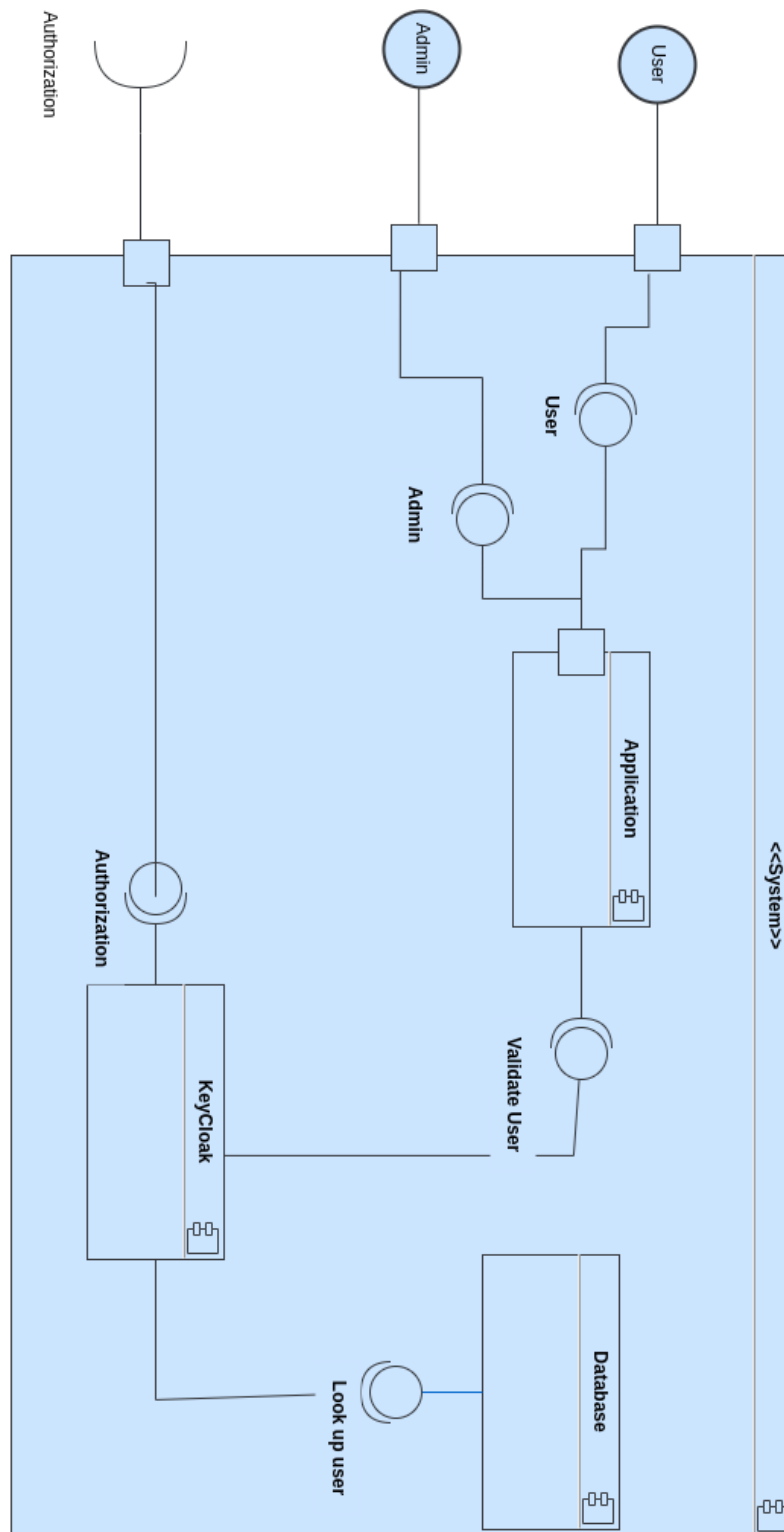 <<System>>
User
Admin
Authorization
User
Admin
Application
Authorization
Validate User
KeyCloak
Database
Look up user